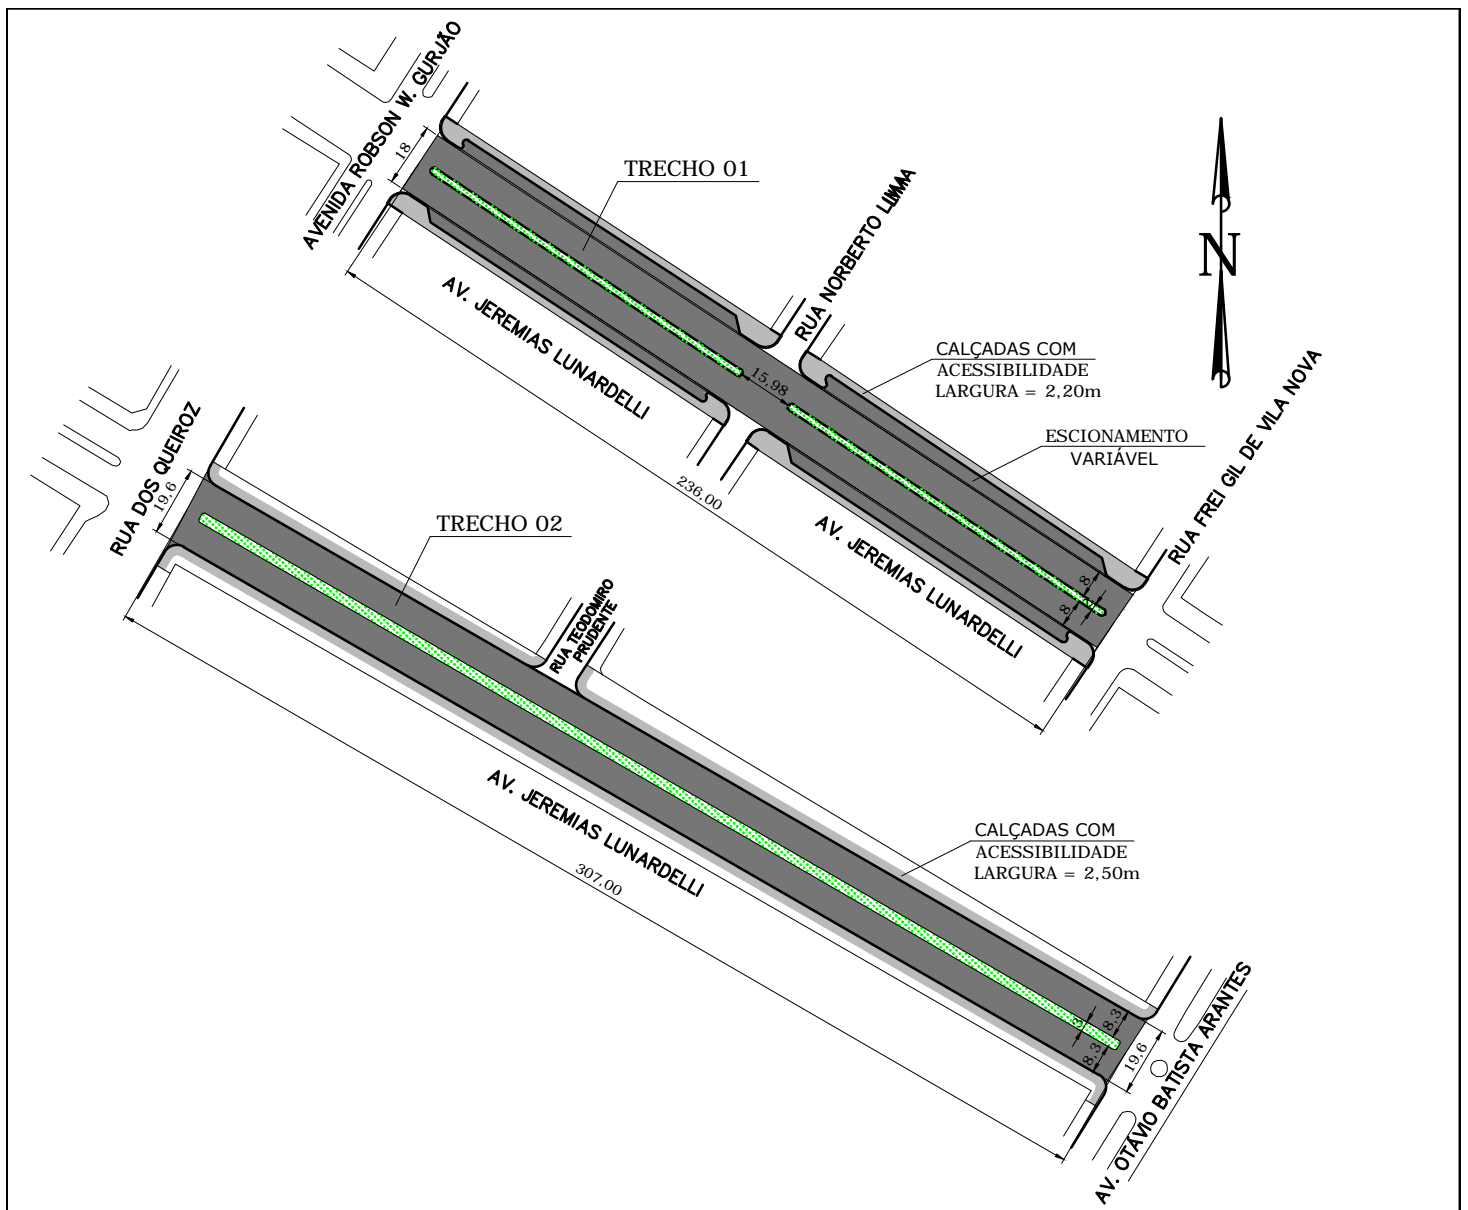 AVENIDA ROBSON W. GURJÃO
18
TRECHO 01
RUA NORBERTO LIMA
N
AV. JEREMIAS LUNARDELLI
15,98
CALÇADAS COM
ACESSIBILIDADE
LARGURA = 2,20m
ESCIONAMENTO
VARIÁVEL
RUA FREI GIL DE VILA NOVA
236,00
AV. JEREMIAS LUNARDELLI
8
8
RUA DOS QUEIROZ
19,6
TRECHO 02
RUA TEODOMIRO
PRUDENTE
AV. JEREMIAS LUNARDELLI
307,00
CALÇADAS COM
ACESSIBILIDADE
LARGURA = 2,50m
8,3
8,3
19,6
AV. OTÁVIO BATISTA ARANTES